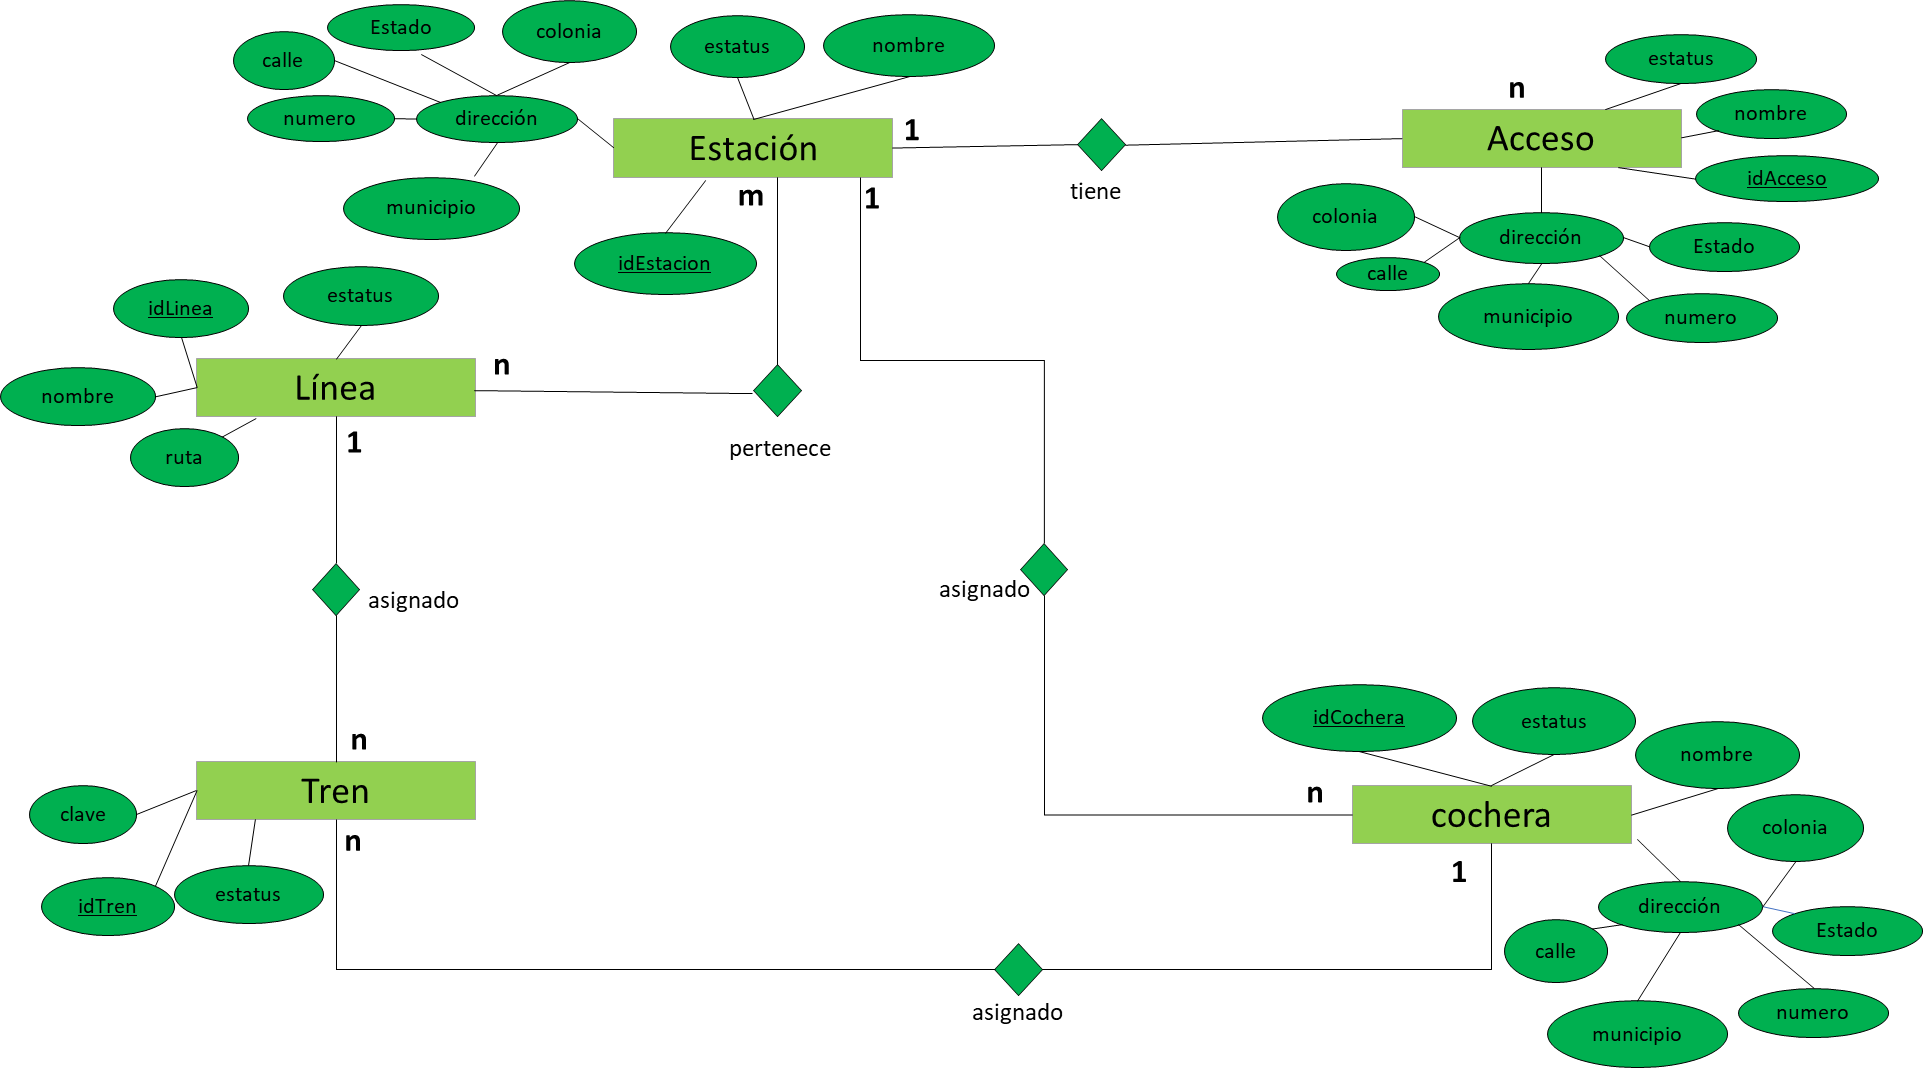 Estado
colonia
calle
estatus
nombre
numero
dirección
Estación
1
municipio
m
1
idEstacion
tiene
n
estatus
Acceso
nombre
idAcceso
colonia
dirección
Estado
calle
municipio
numero
idLinea
estatus
nombre
Línea
n
ruta
1
pertenece
asignado
asignado
n
Tren
clave
n
idTren
estatus
idCochera
estatus
nombre
n
cochera
colonia
1
dirección
Estado
calle
numero
municipio
asignado